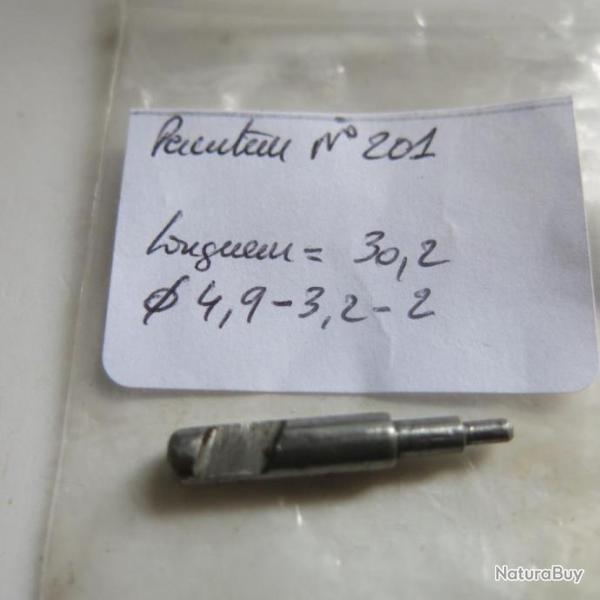 Percuteur N° 201
Longueur = 30,2
Ø 4,9-3,2-2
NaturaBuy